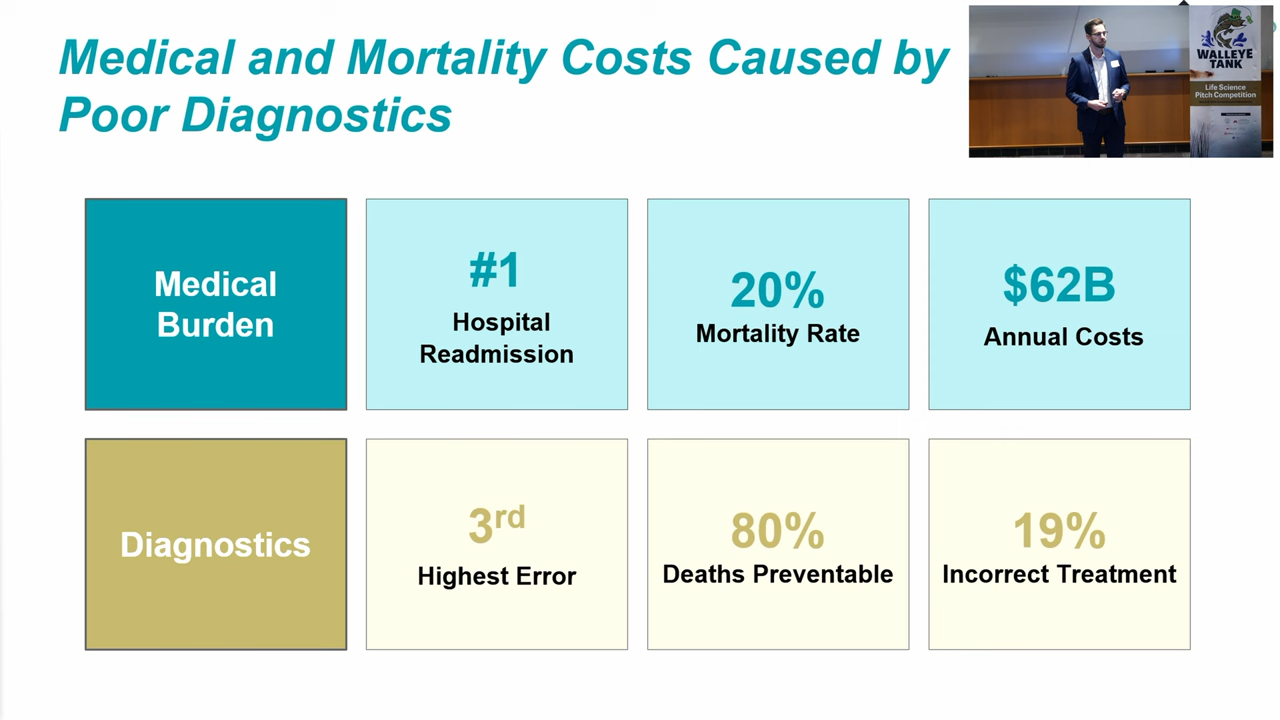 Medical and Mortality Costs Caused by
Poor Diagnostics
WALLEYE
TANK
Life Science
Pitch Competition
Medical
Burden
#1
Hospital
Readmission
20%
Mortality Rate
$62B
Annual Costs
Diagnostics
3rd
Highest Error
80%
Deaths Preventable
19%
Incorrect Treatment